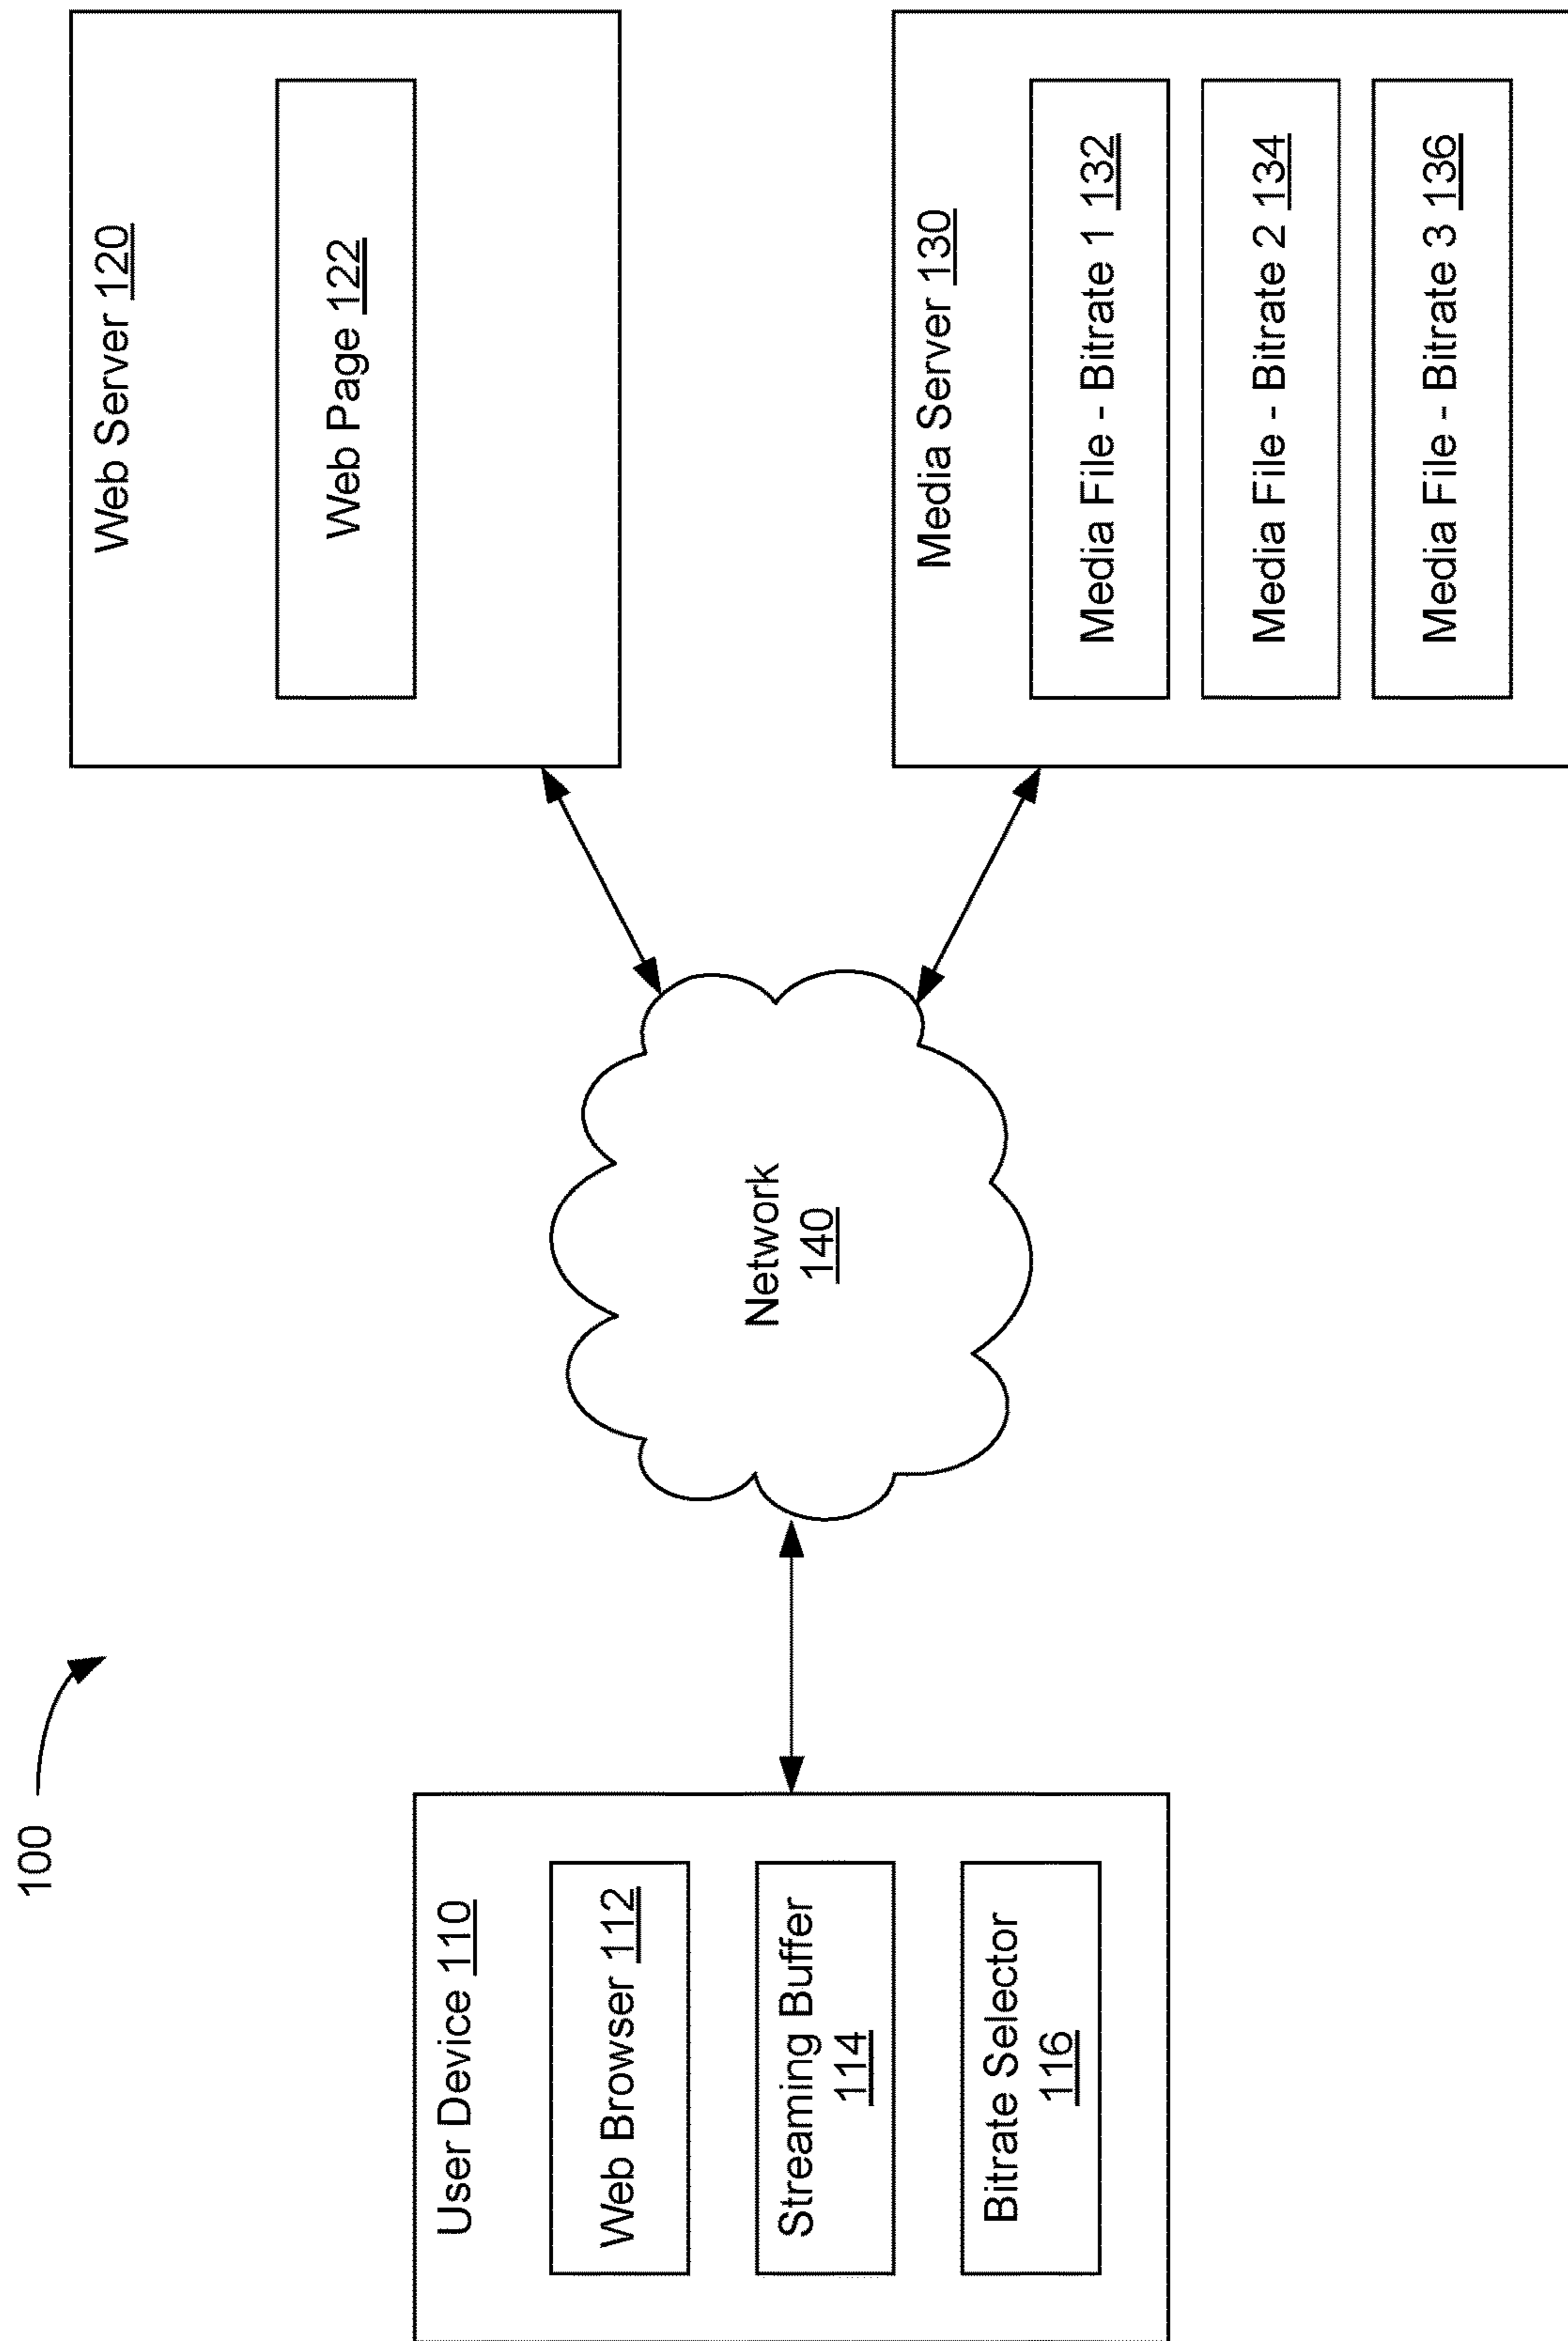 100
User Device 110
Web Browser 112
Streaming Buffer
114
Bitrate Selector
116
Network
140
Web Server 120
Web Page 122
Media Server 130
Media File - Bitrate 1 132
Media File - Bitrate 2 134
Media File - Bitrate 3 136